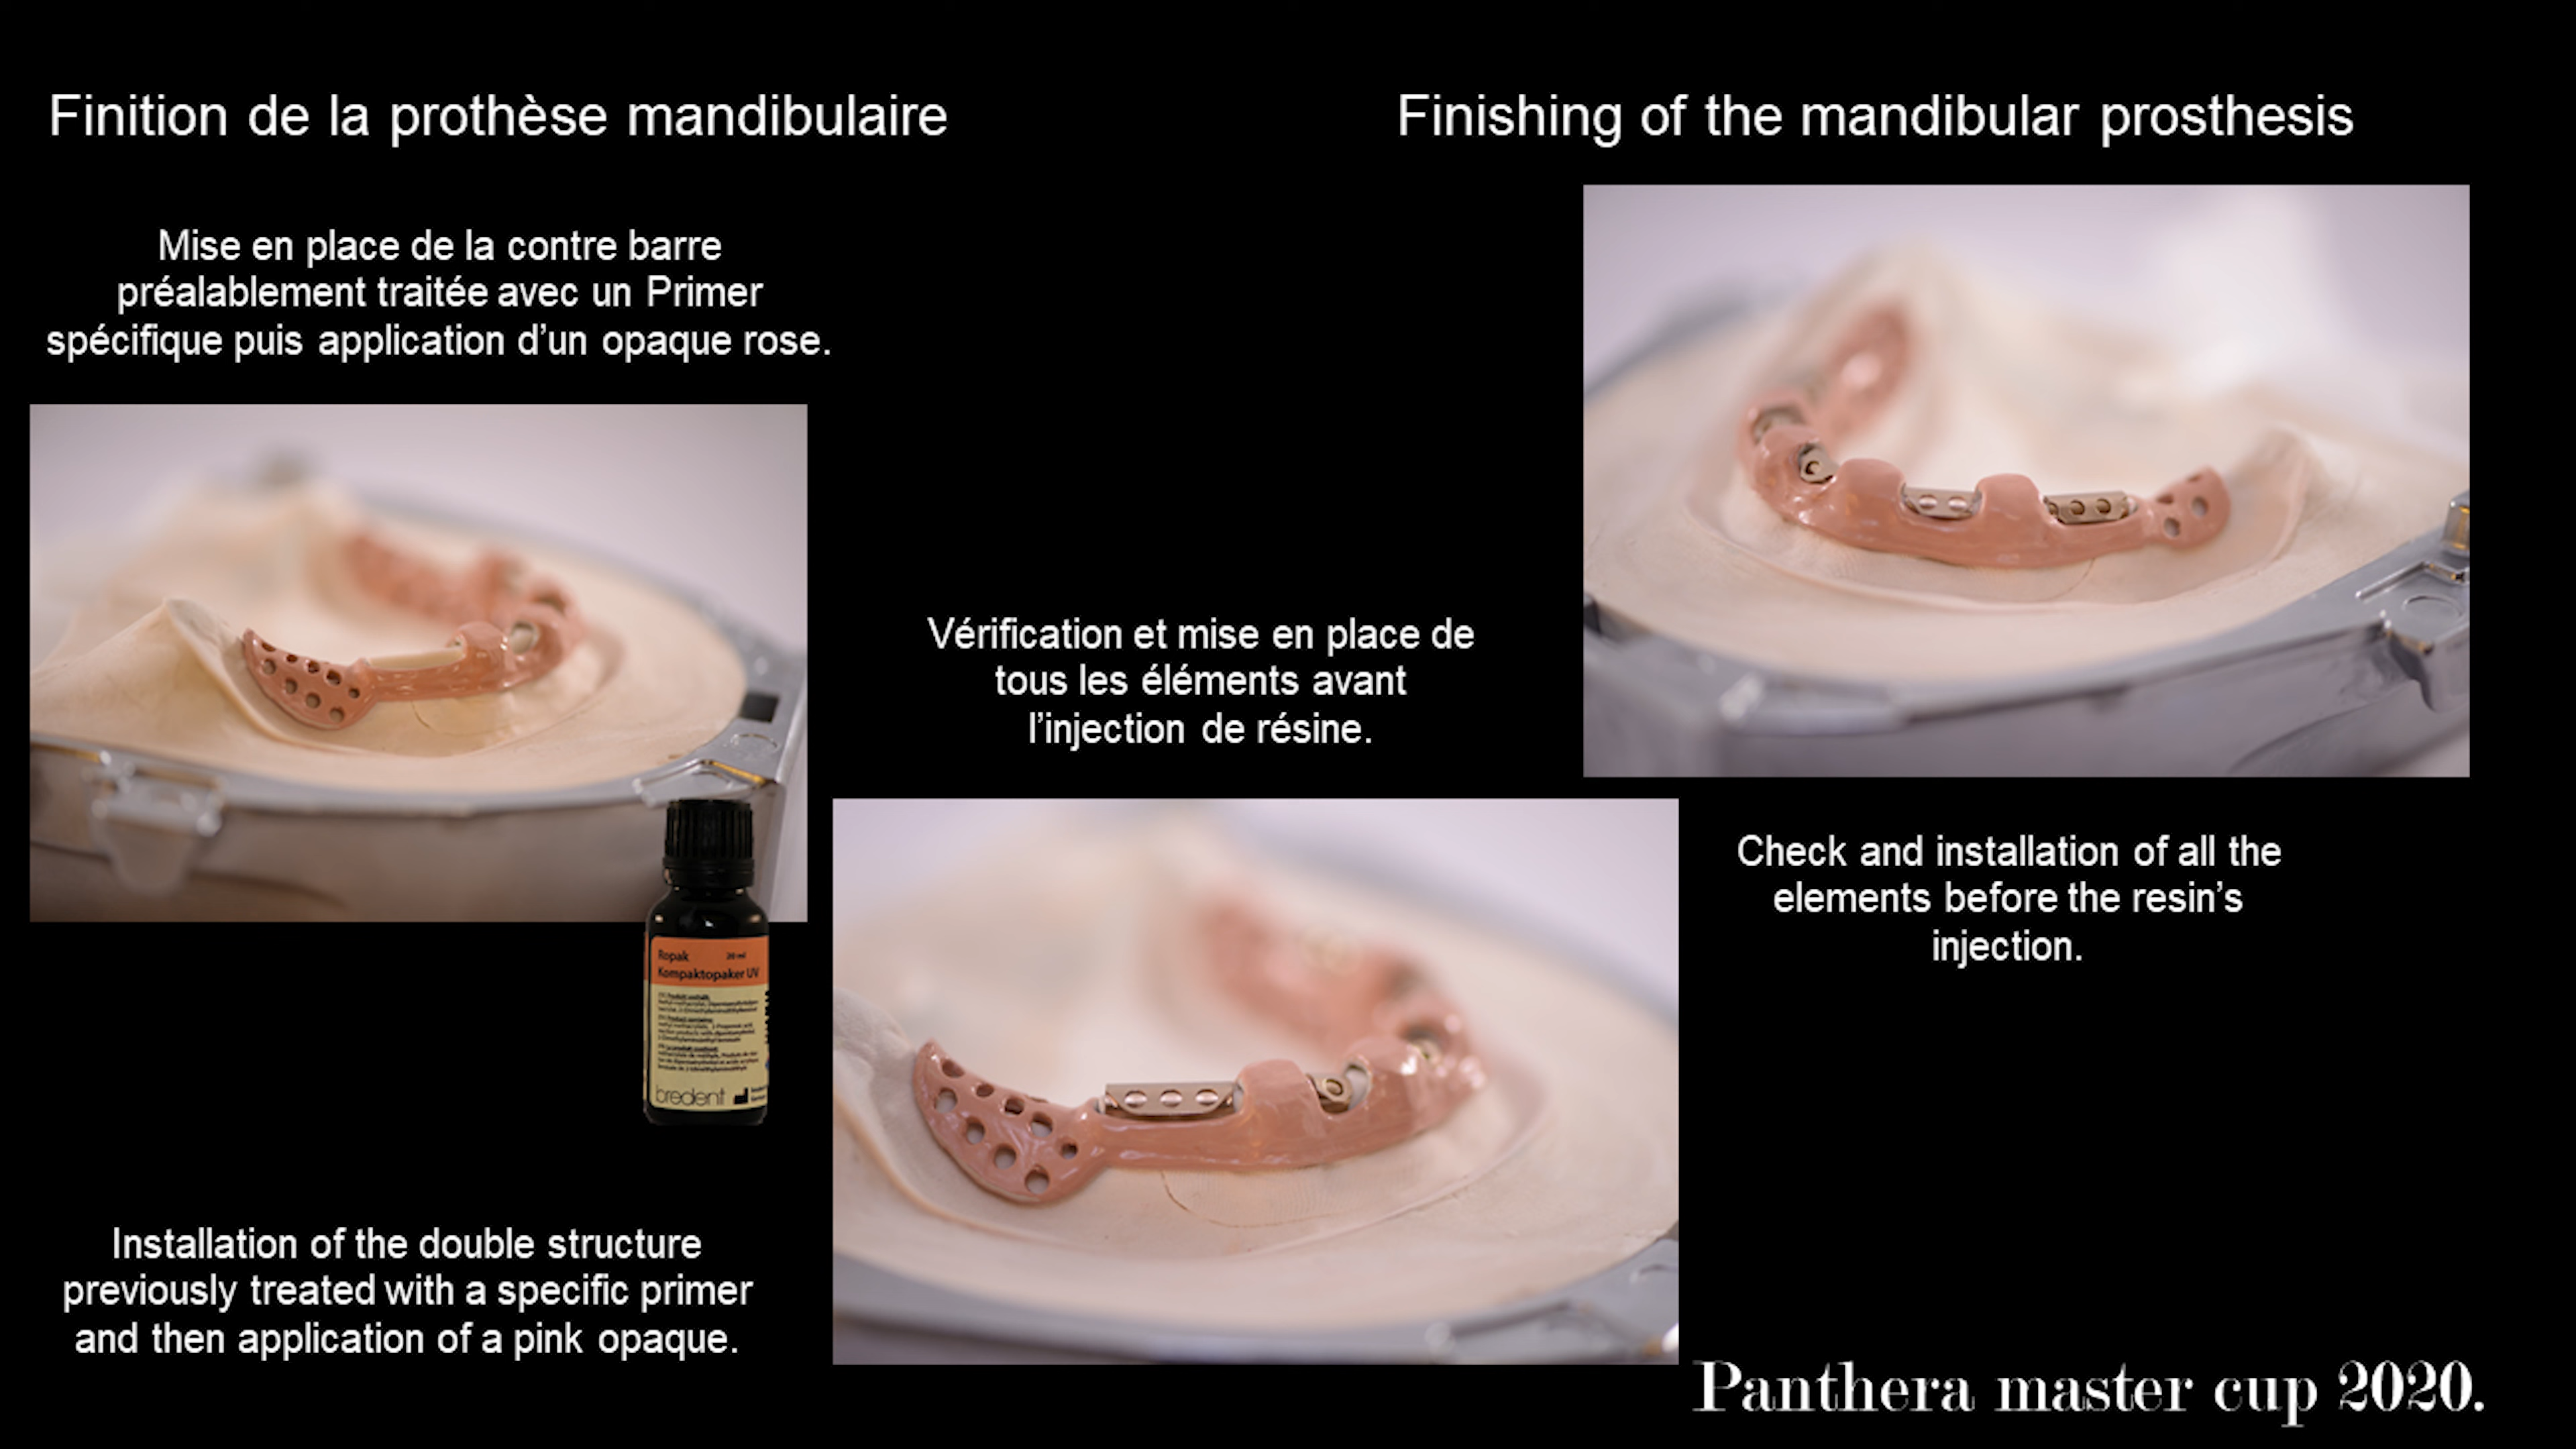 Finition de la prothèse mandibulaire
Finishing of the mandibular prosthesis
Mise en place de la contre barre
préalablement traitée avec un Primer
spécifique puis application d’un opaque rose.
Vérification et mise en place de
tous les éléments avant
l’injection de résine.
Check and installation of all the
elements before the resin’s
injection.
Ropak 20 ml
Kompaktopaker UV
bredent
Installation of the double structure
previously treated with a specific primer
and then application of a pink opaque.
Panthera master cup 2020.